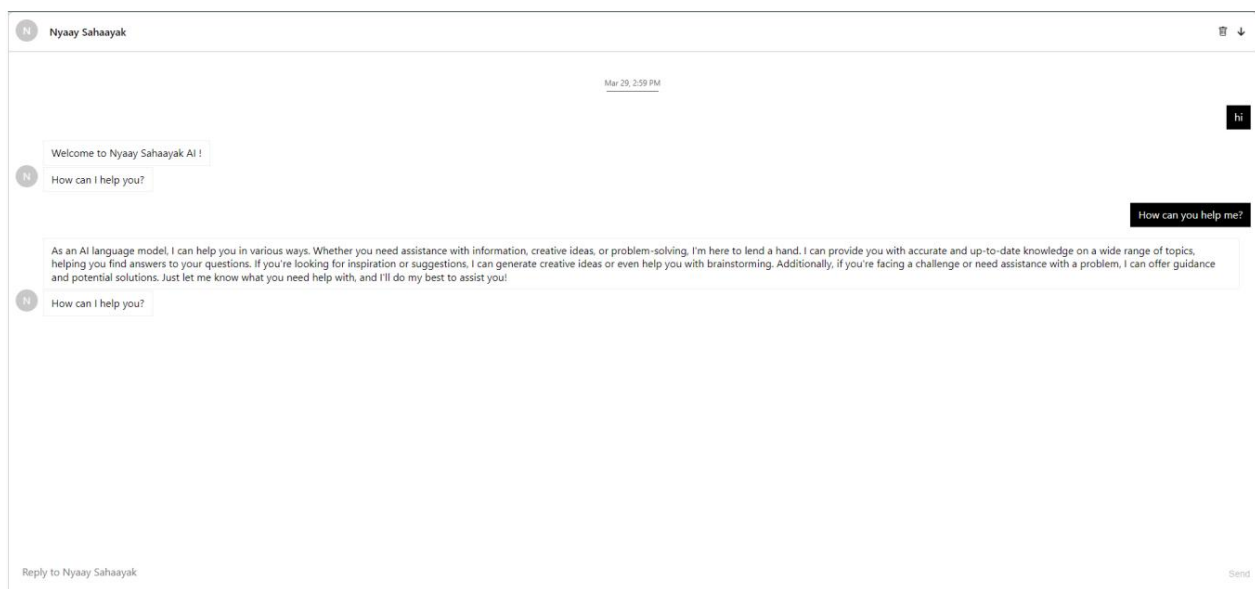 N Nyaay Sahaayak
Mar 29, 2:59 PM
hi
Welcome to Nyaay Sahaayak AI !
N How can I help you?
How can you help me?
As an AI language model, I can help you in various ways. Whether you need assistance with information, creative ideas, or problem-solving, I'm here to lend a hand. I can provide you with accurate and up-to-date knowledge on a wide range of topics,
helping you find answers to your questions. If you're looking for inspiration or suggestions, I can generate creative ideas or even help you with brainstorming. Additionally, if you're facing a challenge or need assistance with a problem, I can offer guidance
and potential solutions. Just let me know what you need help with, and I'll do my best to assist you!
N How can I help you?
Reply to Nyaay Sahaayak Send